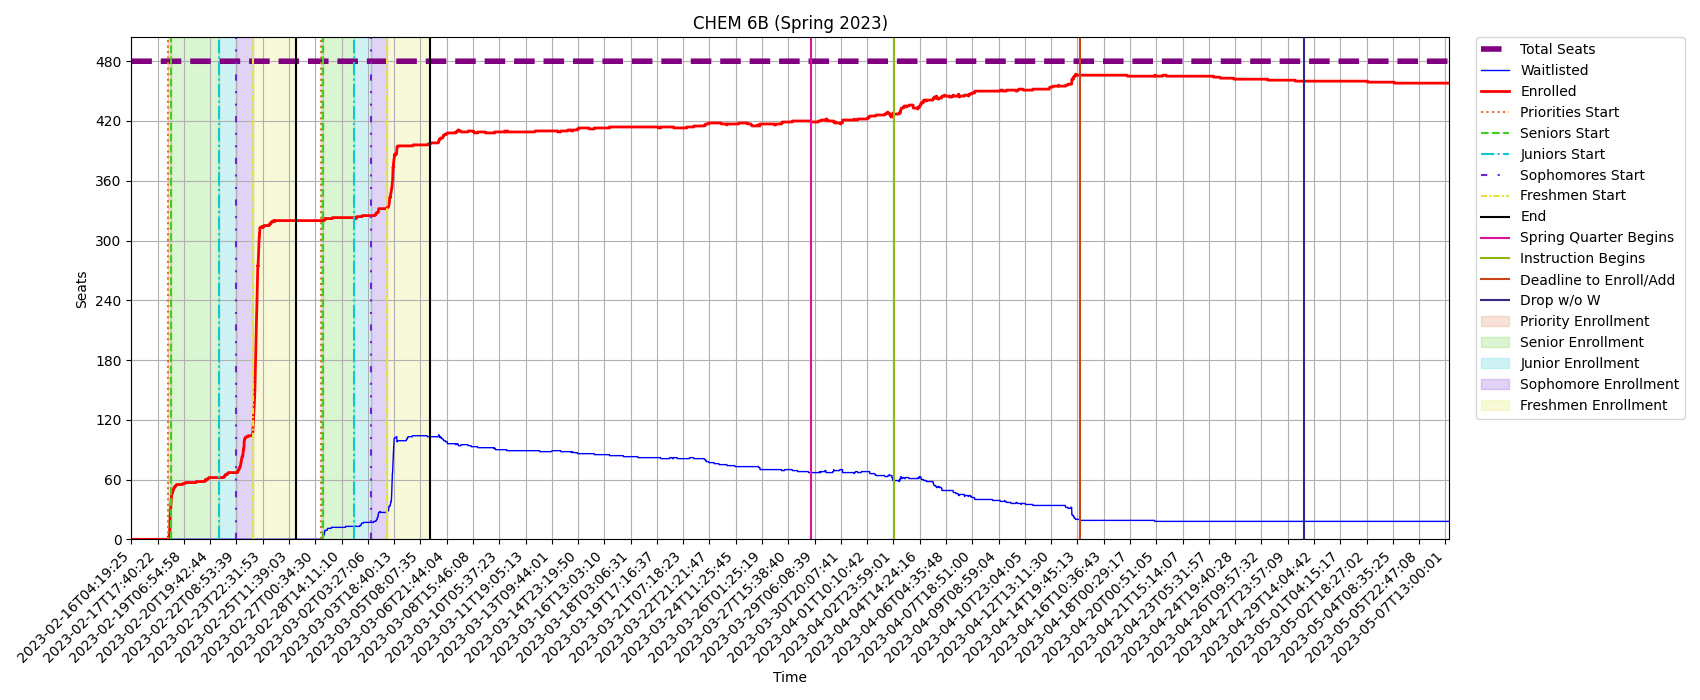 CHEM 6B (Spring 2023)
Seats
480
420
360
300
240
180
120
60
0
2023-02-16T04:19:25
2023-02-17T17:40:22
2023-02-19T06:54:58
2023-02-20T19:42:44
2023-02-22T08:53:39
2023-02-23T22:31:53
2023-02-25T11:39:03
2023-02-27T00:34:30
2023-02-28T14:11:10
2023-03-02T03:27:06
2023-03-03T18:40:13
2023-03-05T08:07:35
2023-03-06T21:44:04
2023-03-08T15:46:08
2023-03-10T05:37:23
2023-03-11T19:05:13
2023-03-13T09:44:01
2023-03-14T23:19:50
2023-03-16T13:03:10
2023-03-18T03:06:31
2023-03-19T17:16:37
2023-03-21T07:18:23
2023-03-22T21:21:47
2023-03-24T11:25:45
2023-03-26T01:25:19
2023-03-27T15:38:40
2023-03-29T06:08:39
2023-03-30T20:07:41
2023-04-01T10:10:42
2023-04-02T23:59:01
2023-04-04T14:24:16
2023-04-06T04:35:48
2023-04-07T18:51:00
2023-04-09T08:59:04
2023-04-10T23:04:05
2023-04-12T13:11:30
2023-04-14T19:45:13
2023-04-16T10:36:43
2023-04-18T00:29:17
2023-04-20T00:51:05
2023-04-21T15:14:07
2023-04-23T05:31:57
2023-04-24T19:40:28
2023-04-26T09:57:32
2023-04-27T23:57:09
2023-04-29T14:04:42
2023-05-01T04:15:17
2023-05-02T18:27:02
2023-05-04T08:35:25
2023-05-05T22:47:08
2023-05-07T13:00:01
Time
Total Seats
Waitlisted
Enrolled
Priorities Start
Seniors Start
Juniors Start
Sophomores Start
Freshmen Start
End
Spring Quarter Begins
Instruction Begins
Deadline to Enroll/Add
Drop w/o W
Priority Enrollment
Senior Enrollment
Junior Enrollment
Sophomore Enrollment
Freshmen Enrollment